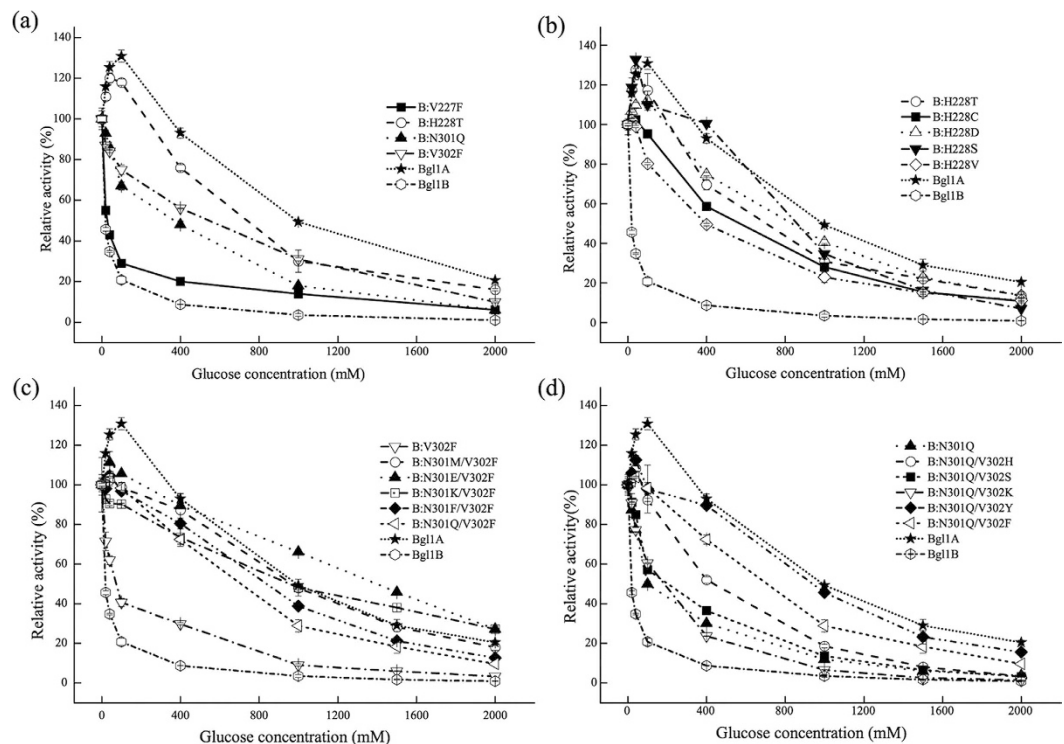 (a)
140
120
100
80
60
40
20
0
Relative activity (%)
0 400 800 1200 1600 2000
Glucose concentration (mM)
B:V227F
B:H228T
B:N301Q
B:V302F
Bgl1A
Bgl1B
(b)
140
120
100
80
60
40
20
0
Relative activity (%)
0 400 800 1200 1600 2000
Glucose concentration (mM)
B:H228T
B:H228C
B:H228D
B:H228S
B:H228V
Bgl1A
Bgl1B
(c)
140
120
100
80
60
40
20
0
Relative activity(%)
0 400 800 1200 1600 2000
Glucose concentration (mM)
B:V302F
B:N301M/V302F
B:N301E/V302F
B:N301K/V302F
B:N301F/V302F
B:N301Q/V302F
Bgl1A
Bgl1B
(d)
140
120
100
80
60
40
20
0
Relative activity (%)
0 400 800 1200 1600 2000
Glucose concentration (mM)
B:N301Q
B:N301Q/V302H
B:N301Q/V302S
B:N301Q/V302K
B:N301Q/V302Y
B:N301Q/V302F
Bgl1A
Bgl1B